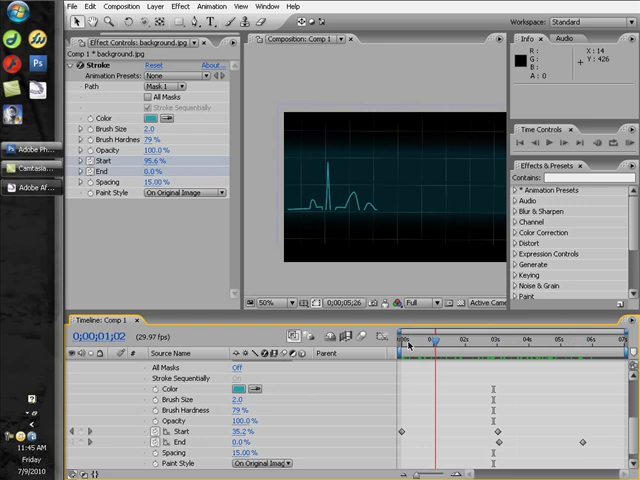 File Edit Composition Layer Effect Animation View Window Help
Workspace: Standard
Effect Controls: background.jpg
Comp 1 * background.jpg
Stroke Reset About...
Animation Presets: None
Path Mask 1
All Masks
Stroke Sequentially
Color
Brush Size 2.0
Brush Hardness 79 %
Opacity 100.0 %
Start 95.6 %
End 0.0 %
Spacing 15.00 %
Paint Style On Original Image
Composition: Comp 1
50% 0;00;05;26 Full Active Came
Info Audio
R: X: 14
G: Y: 426
B:
A: 0
Time Controls
Effects & Presets
Contains:
* Animation Presets
Audio
Blur & Sharpen
Channel
Color Correction
Distort
Expression Controls
Generate
Keying
Noise & Grain
Paint
Adobe Ph...
Camtasia...
Adobe Af...
11:45 AM
Friday
7/9/2010
Timeline: Comp 1
0;00;01;02 (29.97 fps)
# Source Name Parent
02s 03s 04s 05s 06s 07s
All Masks Off
Stroke Sequentially On
Color
Brush Size 2.0
Brush Hardness 79 %
Opacity 100.0 %
Start 35.2 %
End 0.0 %
Spacing 15.00 %
Paint Style On Original Imag